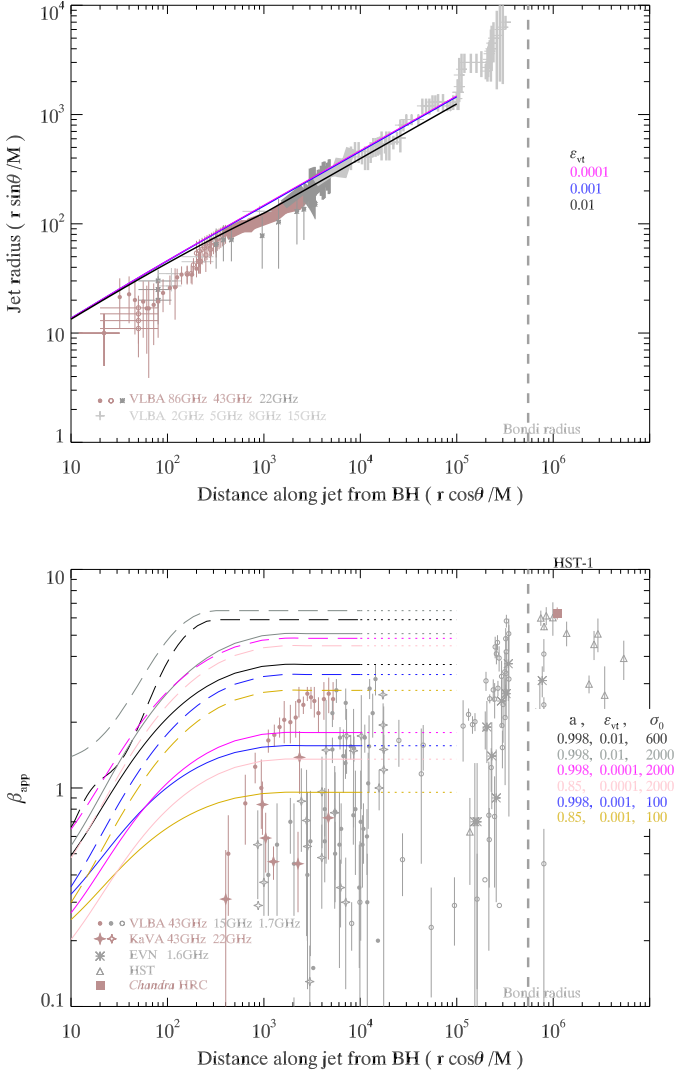 10⁴
10³
10²
10
1
Jet radius ( r sinθ /M )
ε_vt
0.0001
0.001
0.01
VLBA 86GHz 43GHz 22GHz
VLBA 2GHz 5GHz 8GHz 15GHz
Bondi radius
10 10² 10³ 10⁴ 10⁵ 10⁶
Distance along jet from BH ( r cosθ /M )
HST-1
10
1
0.1
β_app
a , ε_vt , σ_0
0.998, 0.01, 600
0.998, 0.01, 2000
0.998, 0.0001, 2000
0.85, 0.0001, 2000
0.998, 0.001, 100
0.85, 0.001, 100
VLBA 43GHz 15GHz 1.7GHz
KaVA 43GHz 22GHz
EVN 1.6GHz
HST
Chandra HRC
Bondi radius
10 10² 10³ 10⁴ 10⁵ 10⁶
Distance along jet from BH ( r cosθ /M )